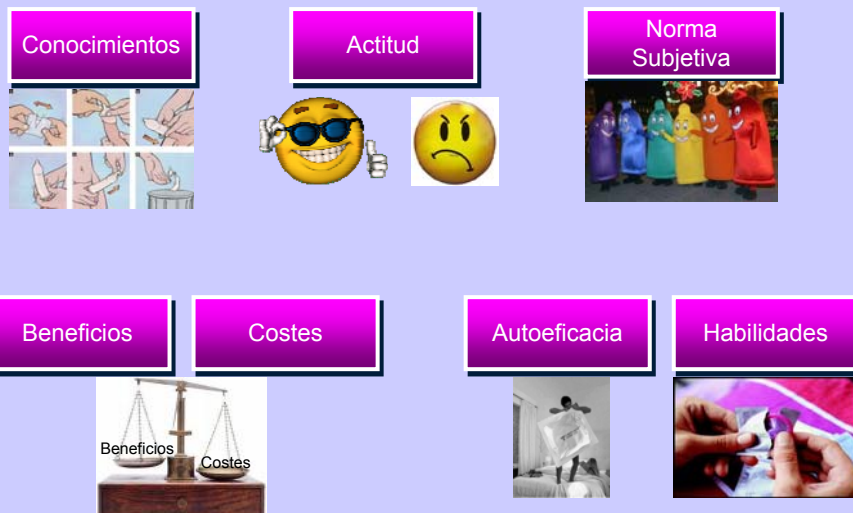 Conocimientos
Actitud
Norma
Subjetiva
Beneficios
Costes
Autoeficacia
Habilidades
Beneficios
Costes